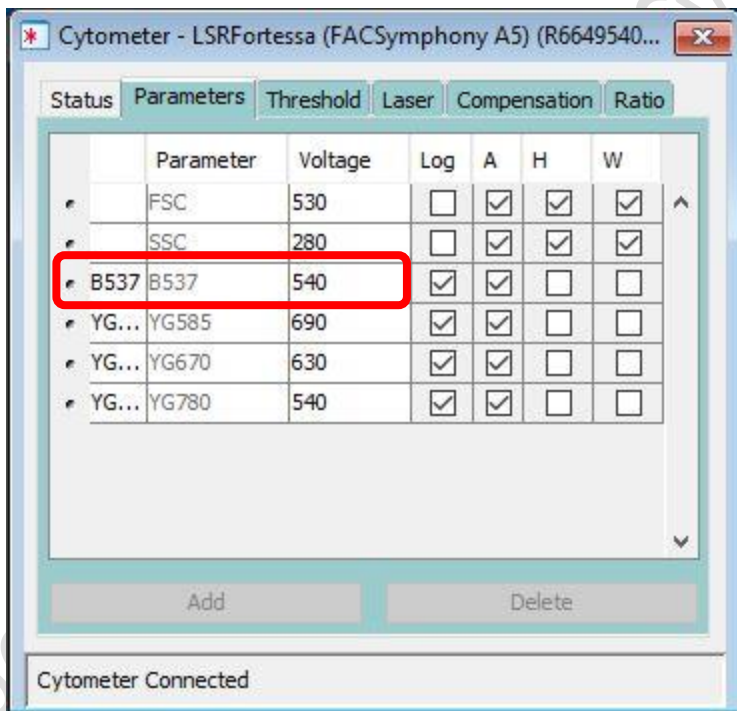 Cytometer - LSRFortessa (FACSymphony A5) (R6649540...
Status Parameters Threshold Laser Compensation Ratio
Parameter Voltage Log A H W
FSC 530
SSC 280
B537 B537 540
YG... YG585 690
YG... YG670 630
YG... YG780 540
Add Delete
Cytometer Connected